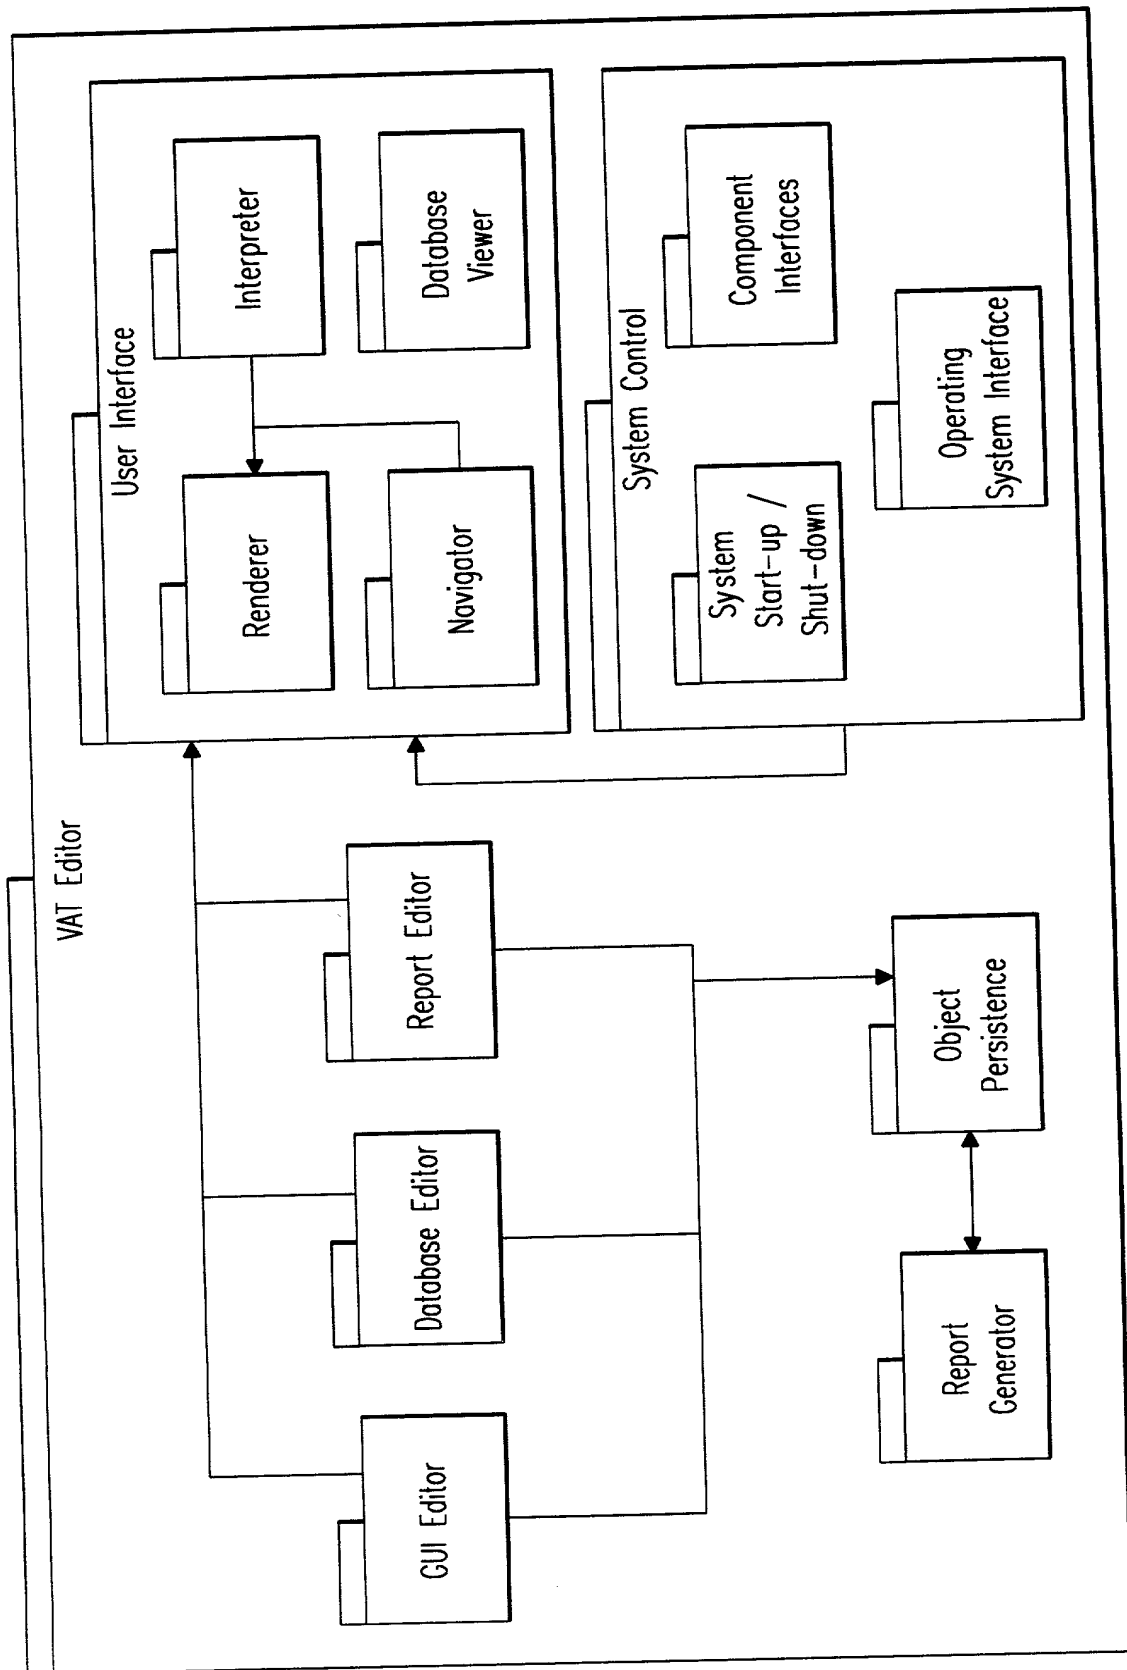 VAT Editor
GUI Editor
Database Editor
Report Editor
Report
Generator
Object
Persistence
User Interface
Renderer
Interpreter
Navigator
Database
Viewer
System Control
System
Start-up /
Shut-down
Component
Interfaces
Operating
System Interface